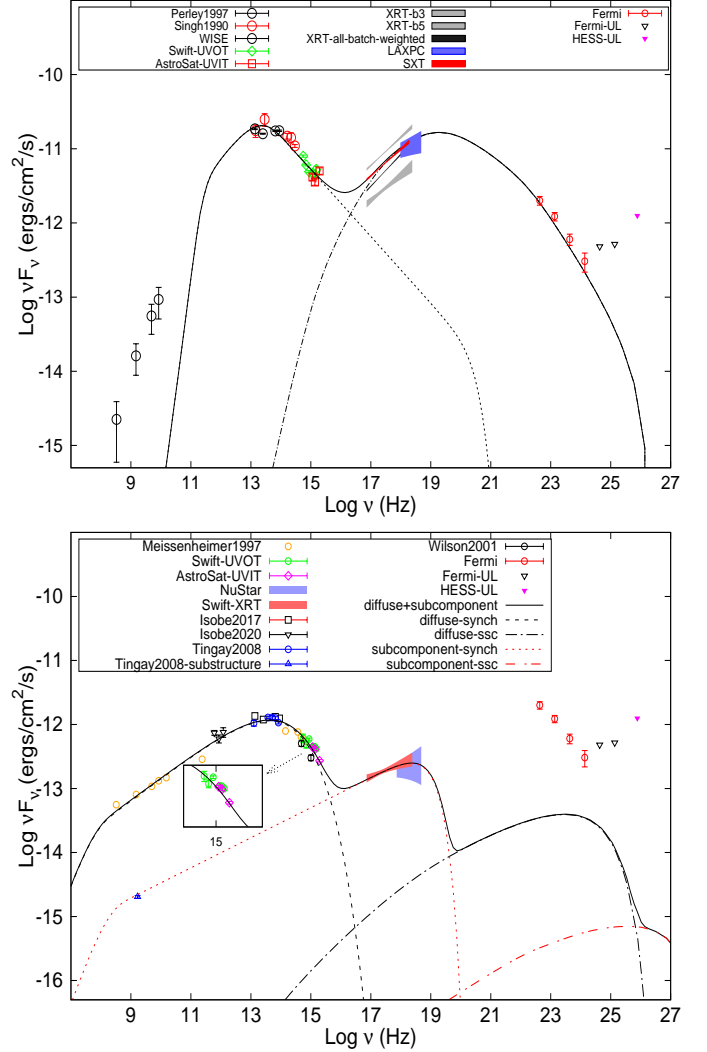 Perley1997
Singh1990
WISE
Swift-UVOT
AstroSat-UVIT
XRT-b3
XRT-b5
XRT-all-batch-weighted
LAXPC
SXT
Fermi
Fermi-UL
HESS-UL
-10
-11
-12
-13
-14
-15
Log νFν (ergs/cm2/s)
9 11 13 15 17 19 21 23 25 27
Log ν (Hz)
Meissenheimer1997
Swift-UVOT
AstroSat-UVIT
NuStar
Swift-XRT
Isobe2017
Isobe2020
Tingay2008
Tingay2008-substructure
Wilson2001
Fermi
Fermi-UL
HESS-UL
diffuse+subcomponent
diffuse-synch
diffuse-ssc
subcomponent-synch
subcomponent-ssc
-9
-10
-11
-12
-13
-14
-15
-16
Log νFν, (ergs/cm2/s)
15
9 11 13 15 17 19 21 23 25 27
Log ν (Hz)